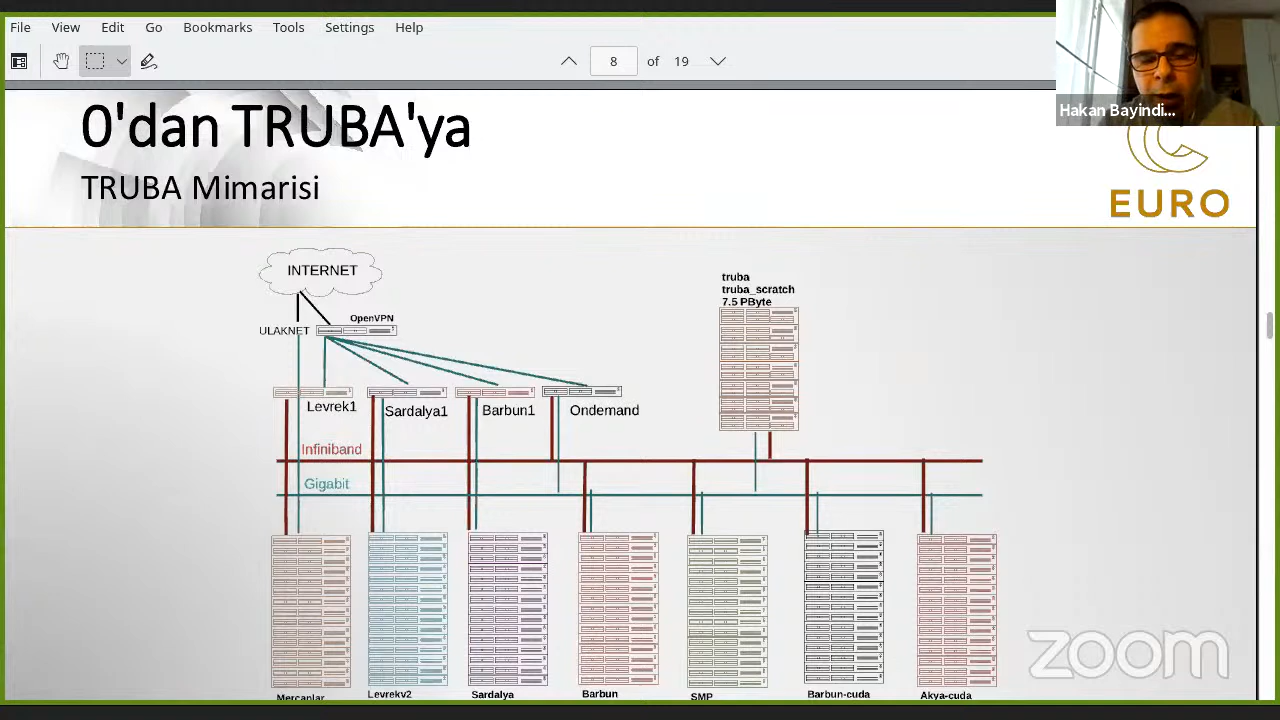 File View Edit Go Bookmarks Tools Settings Help
8 of 19
Hakan Bayindi...
0'dan TRUBA'ya
TRUBA Mimarisi
EURO
INTERNET
OpenVPN
ULAKNET
truba
truba_scratch
7.5 PByte
Levrek1 Sardalya1 Barbun1 Ondemand
Infiniband
Gigabit
Mercanlar Levrekv2 Sardalya Barbun SMP Barbun-cuda Akya-cuda
zoom